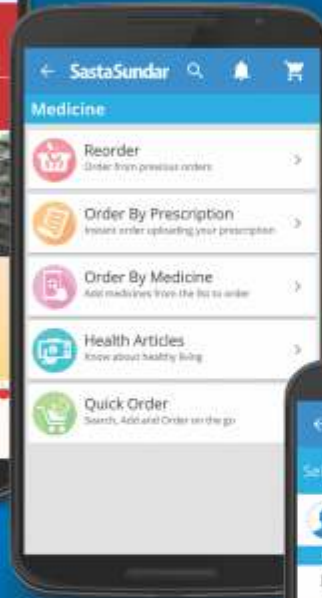 ← SastaSundar
Medicine
Reorder
Order from previous orders
Order By Prescription
Instant order uploading your prescription
Order By Medicine
Add medicines from the list to order
Health Articles
Know about healthy living
Quick Order
Search, Add and Order on the go
Se